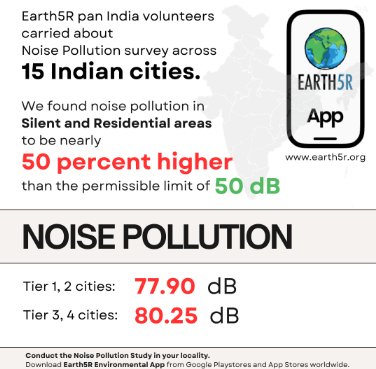 Earth5R pan India volunteers
carried about
Noise Pollution survey across
15 Indian cities.
We found noise pollution in
Silent and Residential areas
to be nearly
50 percent higher
than the permissible limit of 50 dB
EARTH5R
App
www.earth5r.org
NOISE POLLUTION
Tier 1, 2 cities: 77.90 dB
Tier 3, 4 cities: 80.25 dB
Conduct the Noise Pollution Study in your locality.
Download Earth5R Environmental App from Google Playstores and App Stores worldwide.